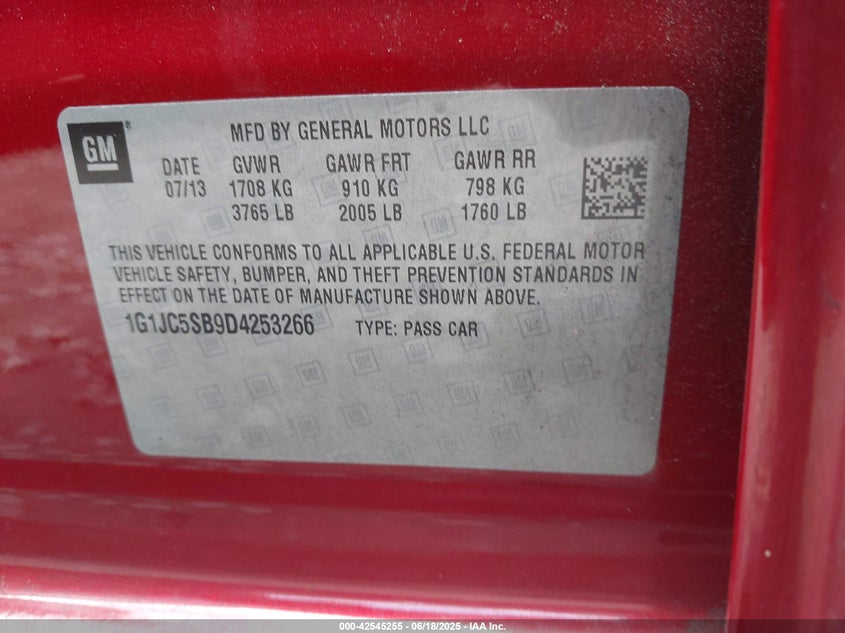 GM®
MFD BY GENERAL MOTORS LLC
DATE GVWR GAWR FRT GAWR RR
07/13 1708 KG 910 KG 798 KG
3765 LB 2005 LB 1760 LB
THIS VEHICLE CONFORMS TO ALL APPLICABLE U.S. FEDERAL MOTOR
VEHICLE SAFETY, BUMPER, AND THEFT PREVENTION STANDARDS IN
EFFECT ON THE DATE OF MANUFACTURE SHOWN ABOVE.
1G1JC5SB9D4253266 TYPE: PASS CAR
000-42545255 - 06/18/2025 - IAA Inc.